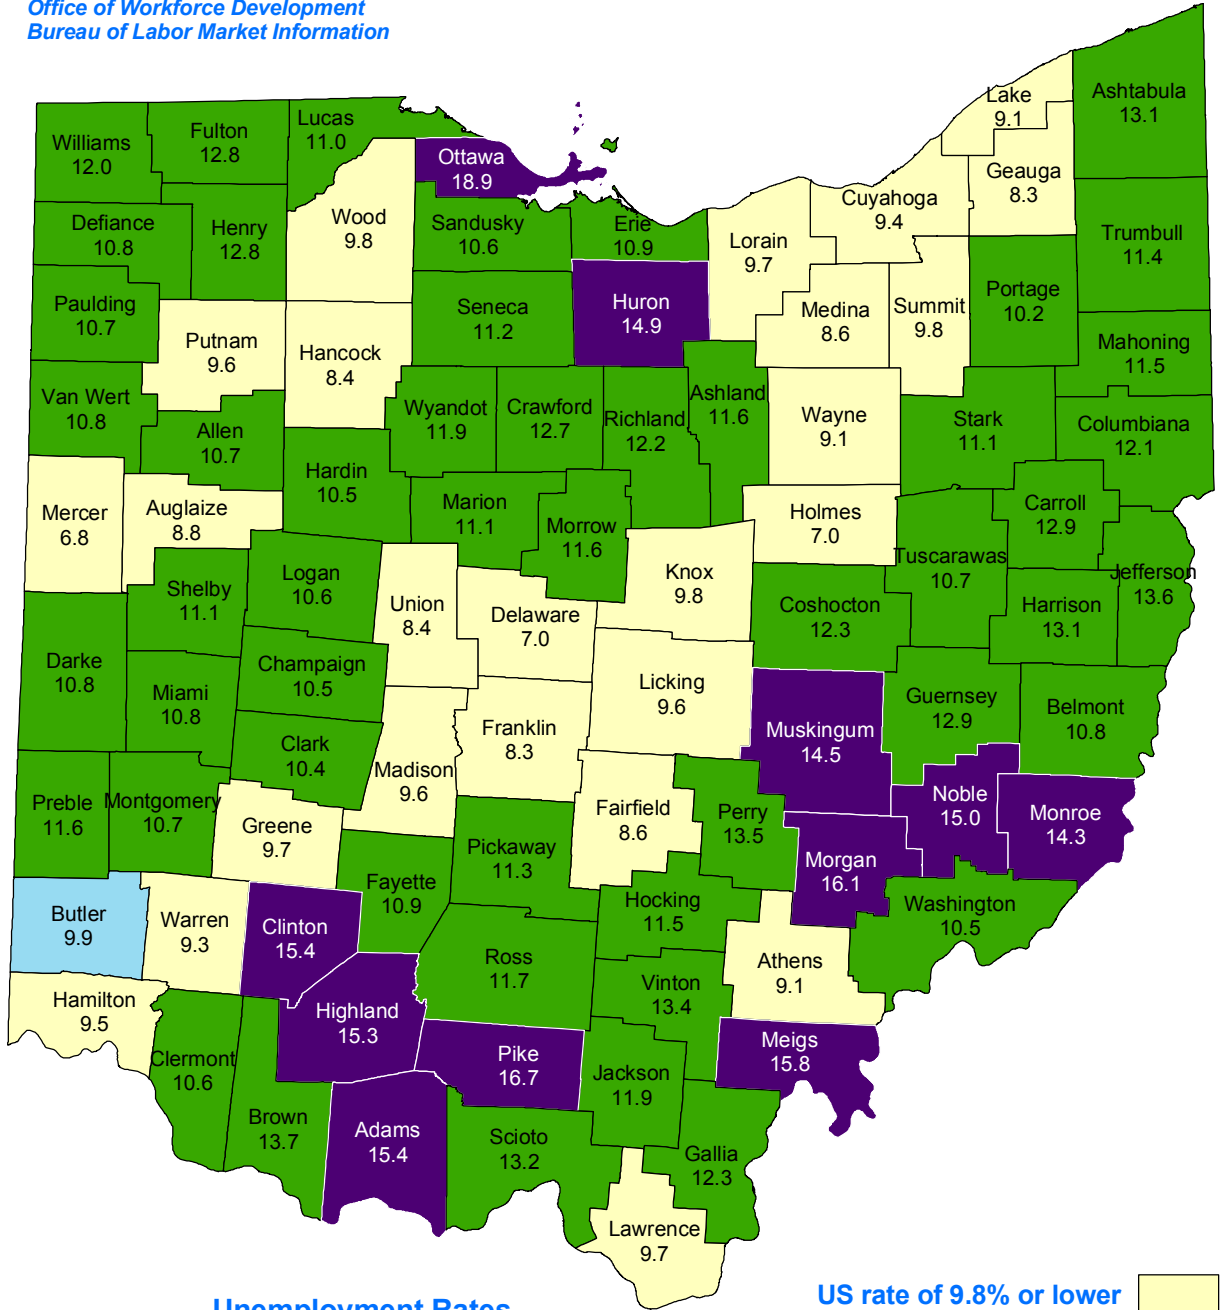 Office of Workforce Development
Bureau of Labor Market Information
Lake
9.1
Ashtabula
13.1
Williams
12.0
Fulton
12.8
Lucas
11.0
Ottawa
18.9
Geauga
8.3
Cuyahoga
9.4
Defiance
10.8
Henry
12.8
Wood
9.8
Sandusky
10.6
Erie
10.9
Lorain
9.7
Trumbull
11.4
Paulding
10.7
Putnam
9.6
Hancock
8.4
Seneca
11.2
Huron
14.9
Medina
8.6
Summit
9.8
Portage
10.2
Mahoning
11.5
Van Wert
10.8
Allen
10.7
Wyandot
11.9
Crawford
12.7
Richland
12.2
Ashland
11.6
Wayne
9.1
Stark
11.1
Columbiana
12.1
Mercer
6.8
Auglaize
8.8
Hardin
10.5
Marion
11.1
Morrow
11.6
Holmes
7.0
Carroll
12.9
Tuscarawas
10.7
Jefferson
13.6
Shelby
11.1
Logan
10.6
Union
8.4
Delaware
7.0
Knox
9.8
Coshocton
12.3
Harrison
13.1
Darke
10.8
Miami
10.8
Champaign
10.5
Licking
9.6
Guernsey
12.9
Belmont
10.8
Clark
10.4
Madison
9.6
Franklin
8.3
Muskingum
14.5
Preble
11.6
Montgomery
10.7
Greene
9.7
Fairfield
8.6
Perry
13.5
Noble
15.0
Monroe
14.3
Pickaway
11.3
Morgan
16.1
Fayette
10.9
Hocking
11.5
Washington
10.5
Butler
9.9
Warren
9.3
Clinton
15.4
Ross
11.7
Athens
9.1
Vinton
13.4
Hamilton
9.5
Highland
15.3
Pike
16.7
Meigs
15.8
Clermont
10.6
Jackson
11.9
Brown
13.7
Adams
15.4
Scioto
13.2
Gallia
12.3
Lawrence
9.7
Unemployment Rates
US rate of 9.8% or lower